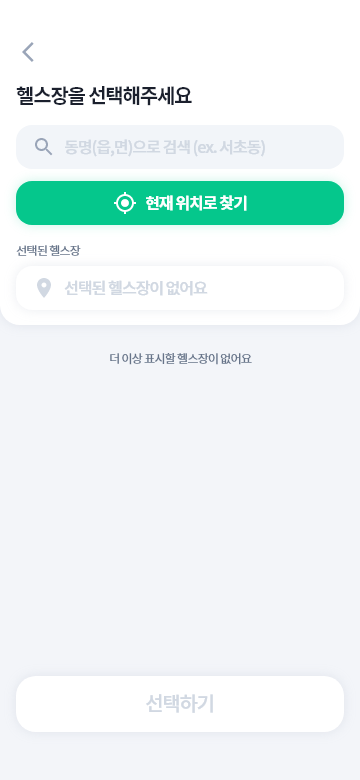 헬스장을 선택해주세요
동명(읍,면)으로 검색 (ex. 서초동)
현재 위치로 찾기
선택된 헬스장
선택된 헬스장이 없어요
더 이상 표시할 헬스장이 없어요
선택하기